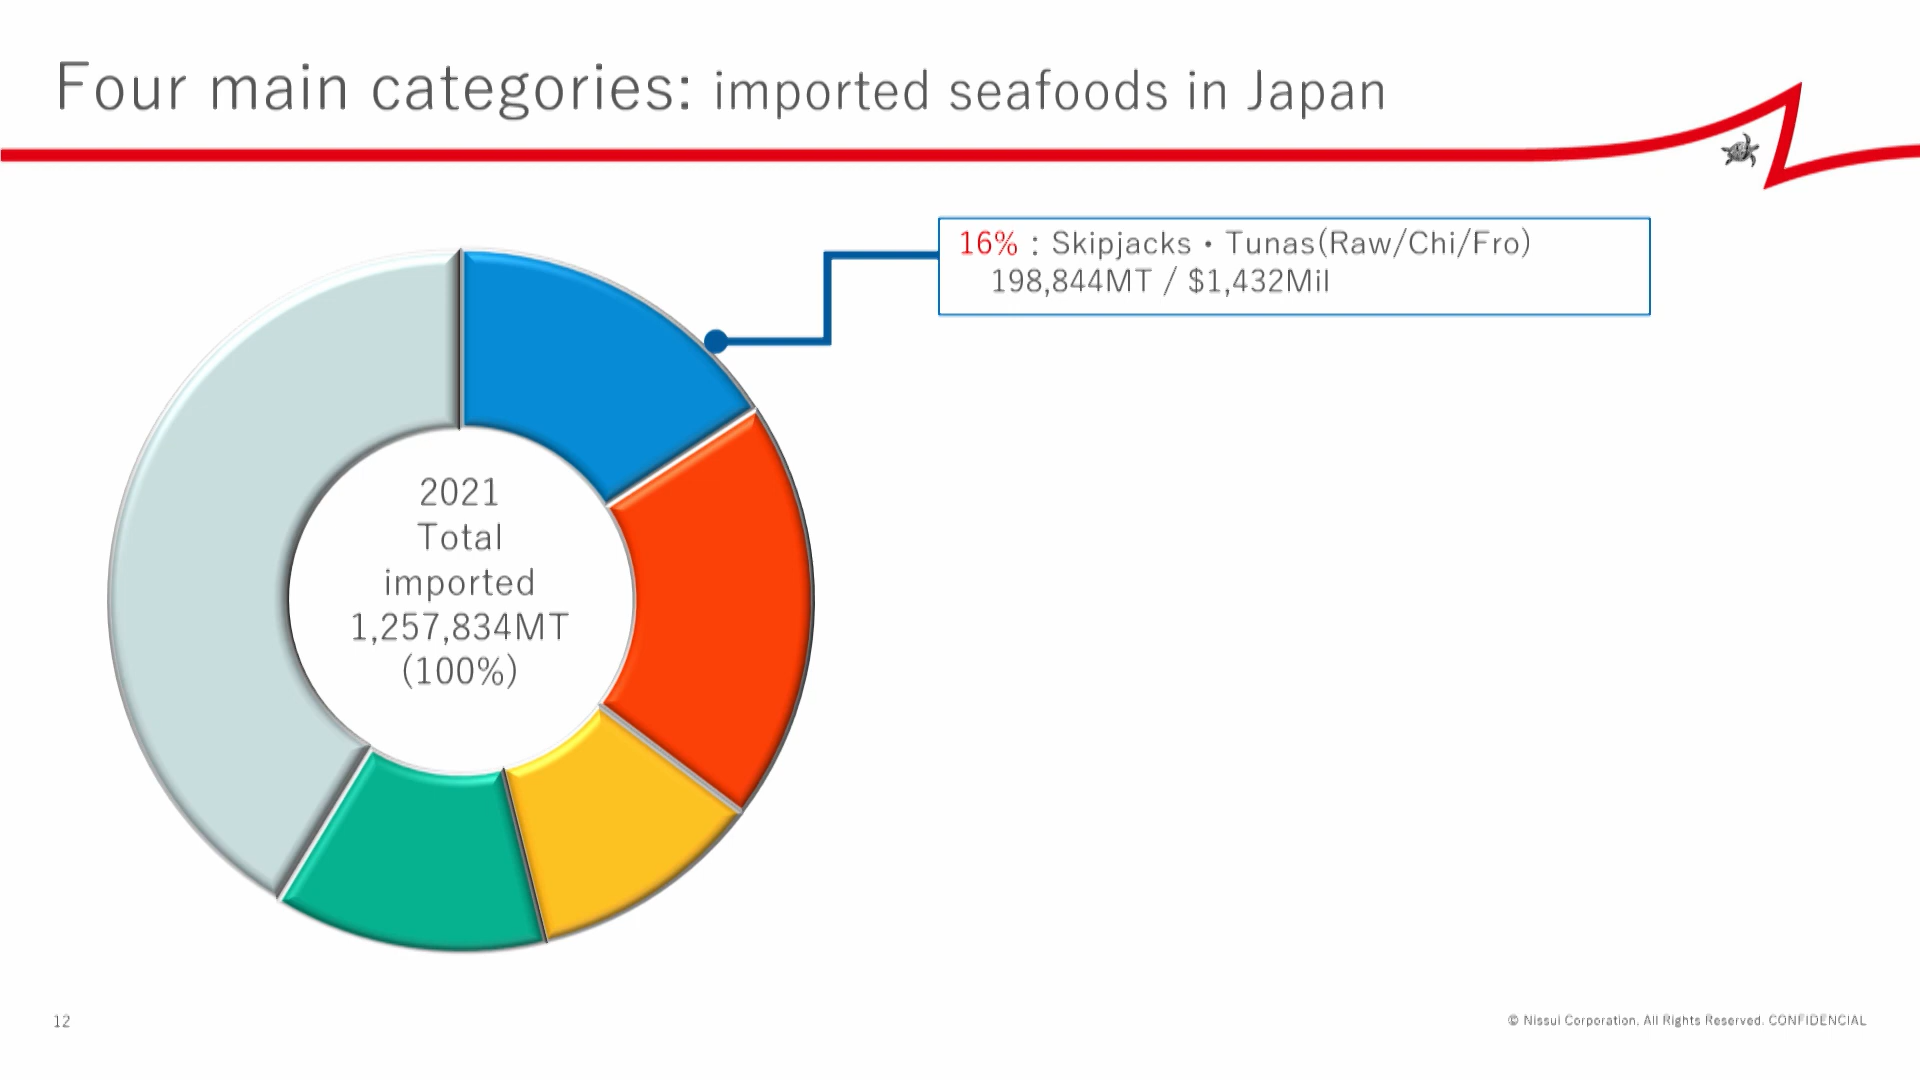 Four main categories: imported seafoods in Japan
16% : Skipjacks・Tunas(Raw/Chi/Fro)
198,844MT / $1,432Mil
2021
Total
imported
1,257,834MT
(100%)
12
© Nissui Corporation. All Rights Reserved. CONFIDENCIAL